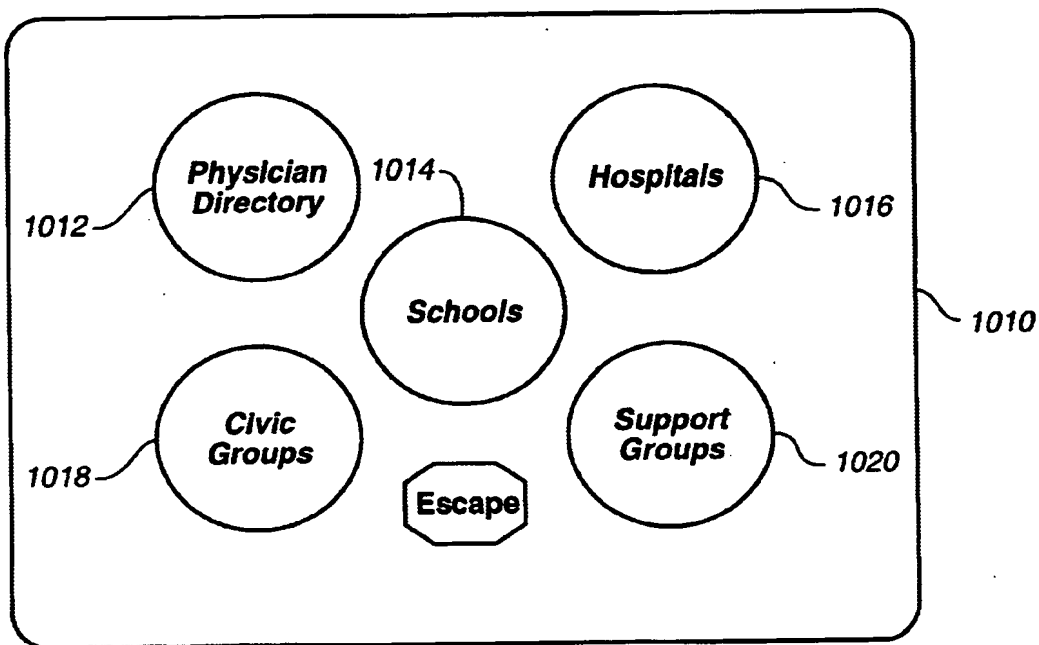 Physician
Directory
1012
1014
Hospitals
1016
Schools
1010
Civic
Groups
1018
Support
Groups
1020
Escape